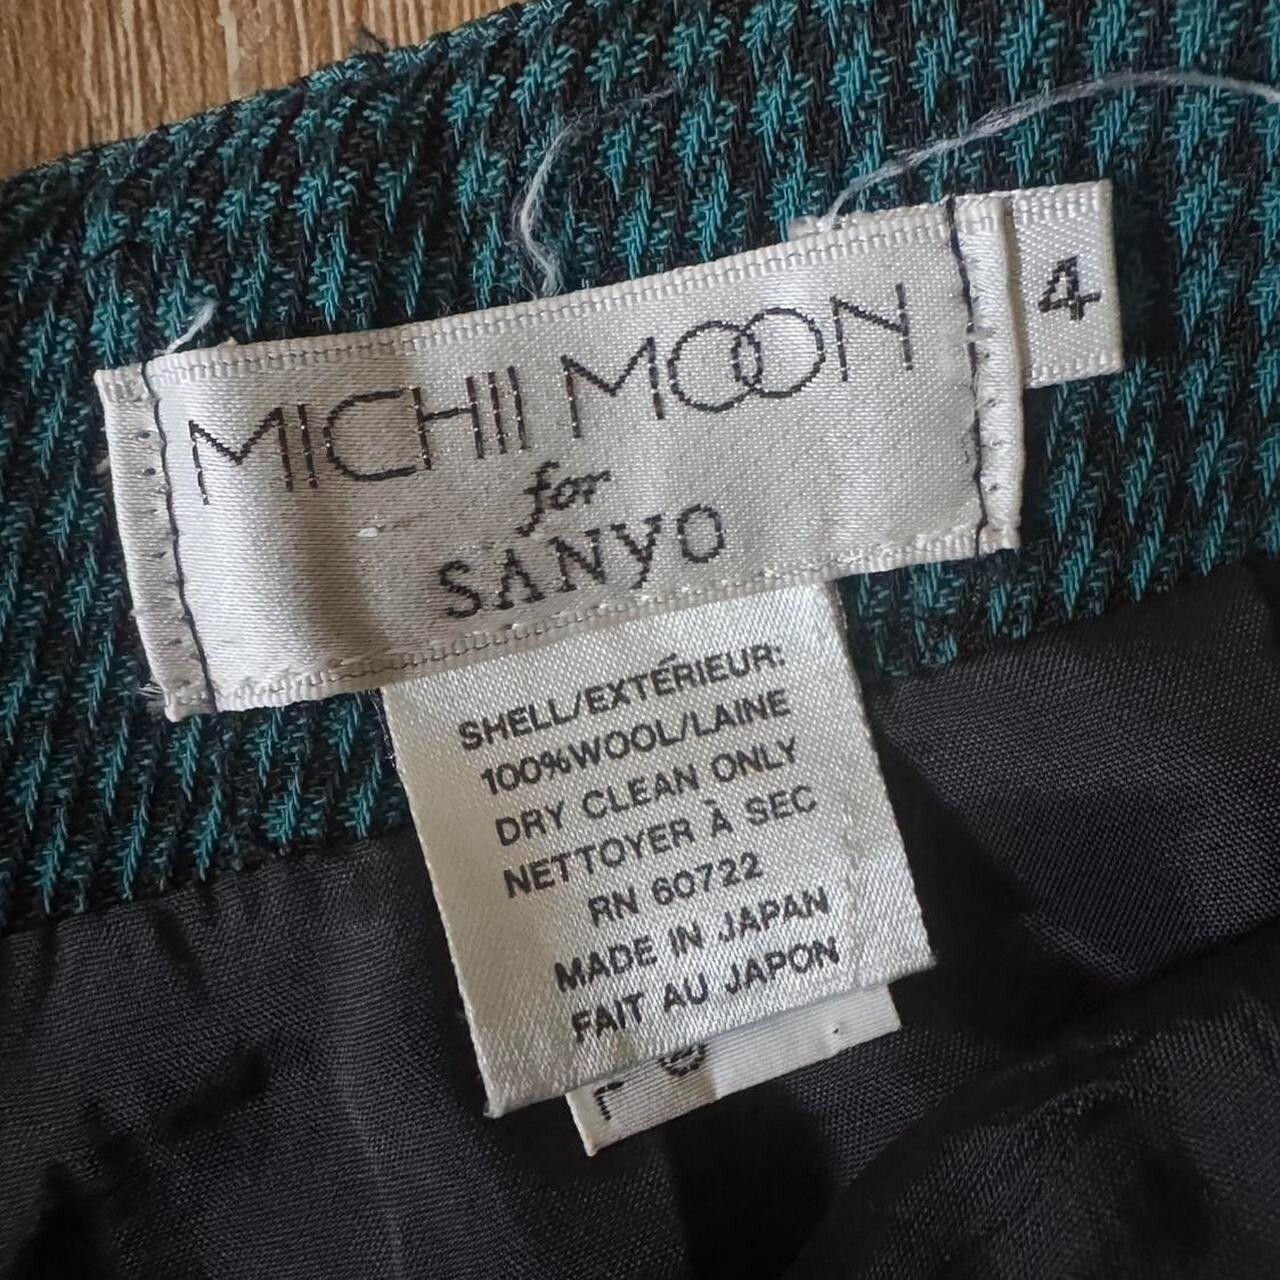 MICHII MOON
4
for
SANYO
SHELL/EXTÉRIEUR:
100%WOOL/LAINE
DRY CLEAN ONLY
NETTOYER À SEC
RN 60722
MADE IN JAPAN
FAIT AU JAPON